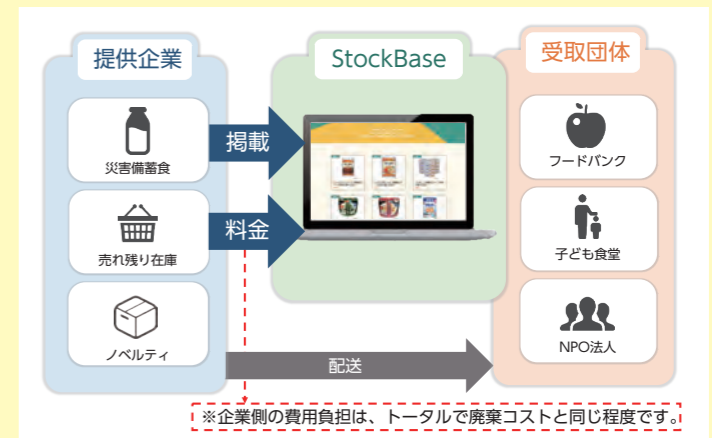 提供企業
StockBase
受取団体
災害備蓄食
掲載
フードバンク
売れ残り在庫
料金
子ども食堂
ノベルティ
NPO法人
配送
※企業側の費用負担は、トータルで廃棄コストと同じ程度です。